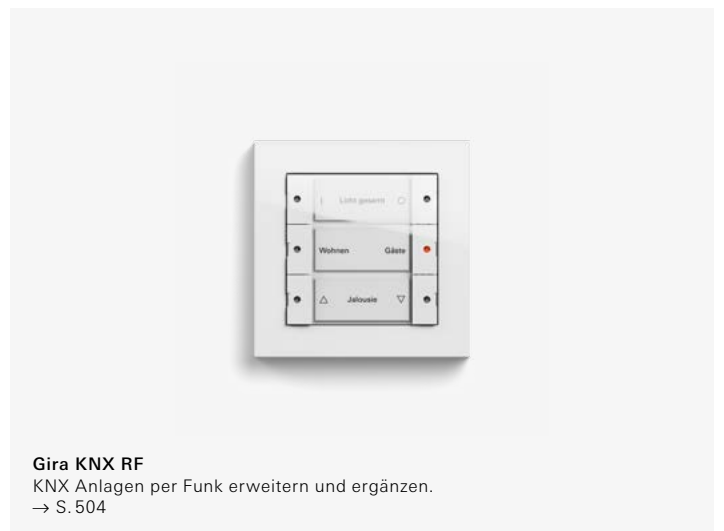 | Licht gesamt ○
Wohnen Gäste
△ Jalousie ▽
Gira KNX RF
KNX Anlagen per Funk erweitern und ergänzen.
→ S. 504